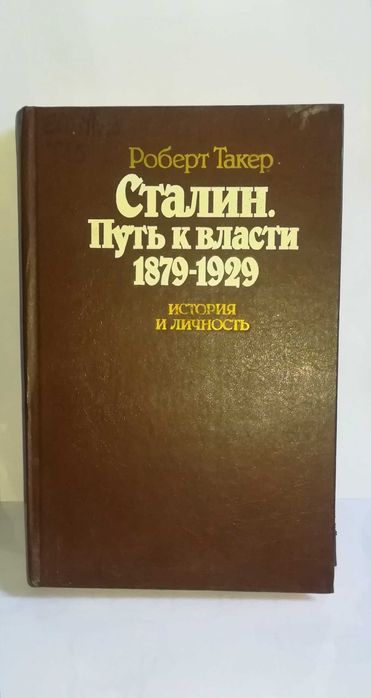 Роберт Такер
Сталин.
Путь к власти
1879-1929
ИСТОРИЯ
И ЛИЧНОСТЬ